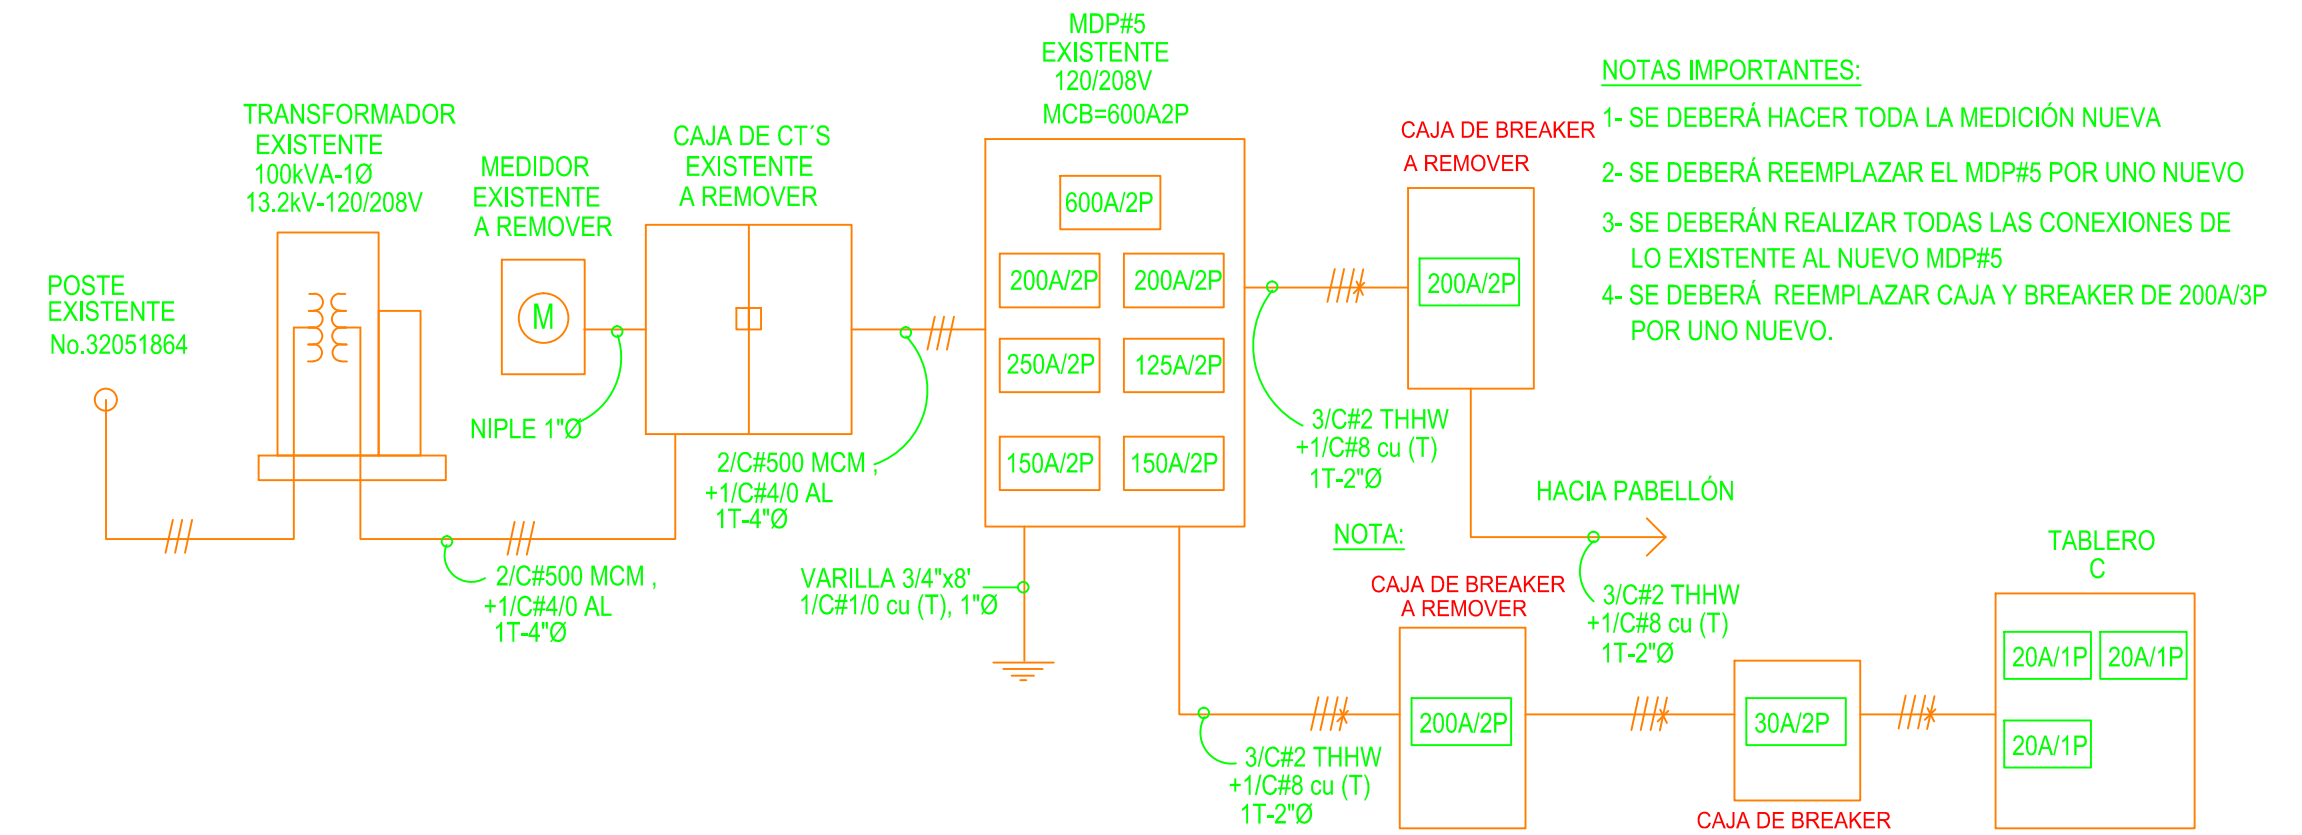 POSTE
EXISTENTE
No.32051864
TRANSFORMADOR
EXISTENTE
100kVA-1Ø
13.2kV-120/208V
2/C#500 MCM ,
+1/C#4/0 AL
1T-4"Ø
MEDIDOR
EXISTENTE
A REMOVER
M
NIPLE 1"Ø
CAJA DE CT´S
EXISTENTE
A REMOVER
2/C#500 MCM ,
+1/C#4/0 AL
1T-4"Ø
MDP#5
EXISTENTE
120/208V
MCB=600A2P
600A/2P
200A/2P 200A/2P
250A/2P 125A/2P
150A/2P 150A/2P
VARILLA 3/4"x8'
1/C#1/0 cu (T), 1"Ø
3/C#2 THHW
+1/C#8 cu (T)
1T-2"Ø
CAJA DE BREAKER
A REMOVER
200A/2P
HACIA PABELLÓN
3/C#2 THHW
+1/C#8 cu (T)
1T-2"Ø
NOTAS IMPORTANTES:
1- SE DEBERÁ HACER TODA LA MEDICIÓN NUEVA
2- SE DEBERÁ REEMPLAZAR EL MDP#5 POR UNO NUEVO
3- SE DEBERÁN REALIZAR TODAS LAS CONEXIONES DE
LO EXISTENTE AL NUEVO MDP#5
4- SE DEBERÁ REEMPLAZAR CAJA Y BREAKER DE 200A/3P
POR UNO NUEVO.
NOTA:
3/C#2 THHW
+1/C#8 cu (T)
1T-2"Ø
CAJA DE BREAKER
A REMOVER
200A/2P
30A/2P
CAJA DE BREAKER
TABLERO
C
20A/1P 20A/1P
20A/1P